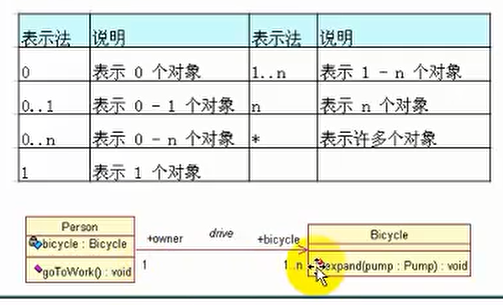 表示法 说明 表示法 说明
0 表示 0 个对象 1..n 表示 1 - n 个对象
0..1 表示 0 - 1 个对象 n 表示 n 个对象
0..n 表示 0 - n 个对象 * 表示许多个对象
1 表示 1 个对象
Person
bicycle : Bicycle
goToWork() : void
+owner drive +bicycle
1 1..n
Bicycle
expand(pump : Pump) : void